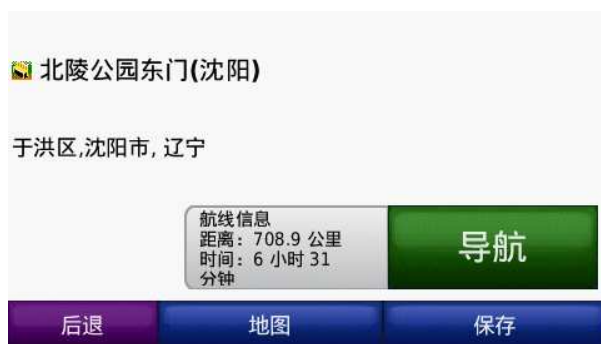 北陵公园东门(沈阳)
于洪区,沈阳市, 辽宁
航线信息
距离: 708.9 公里
时间: 6 小时 31
分钟
导航
后退
地图
保存